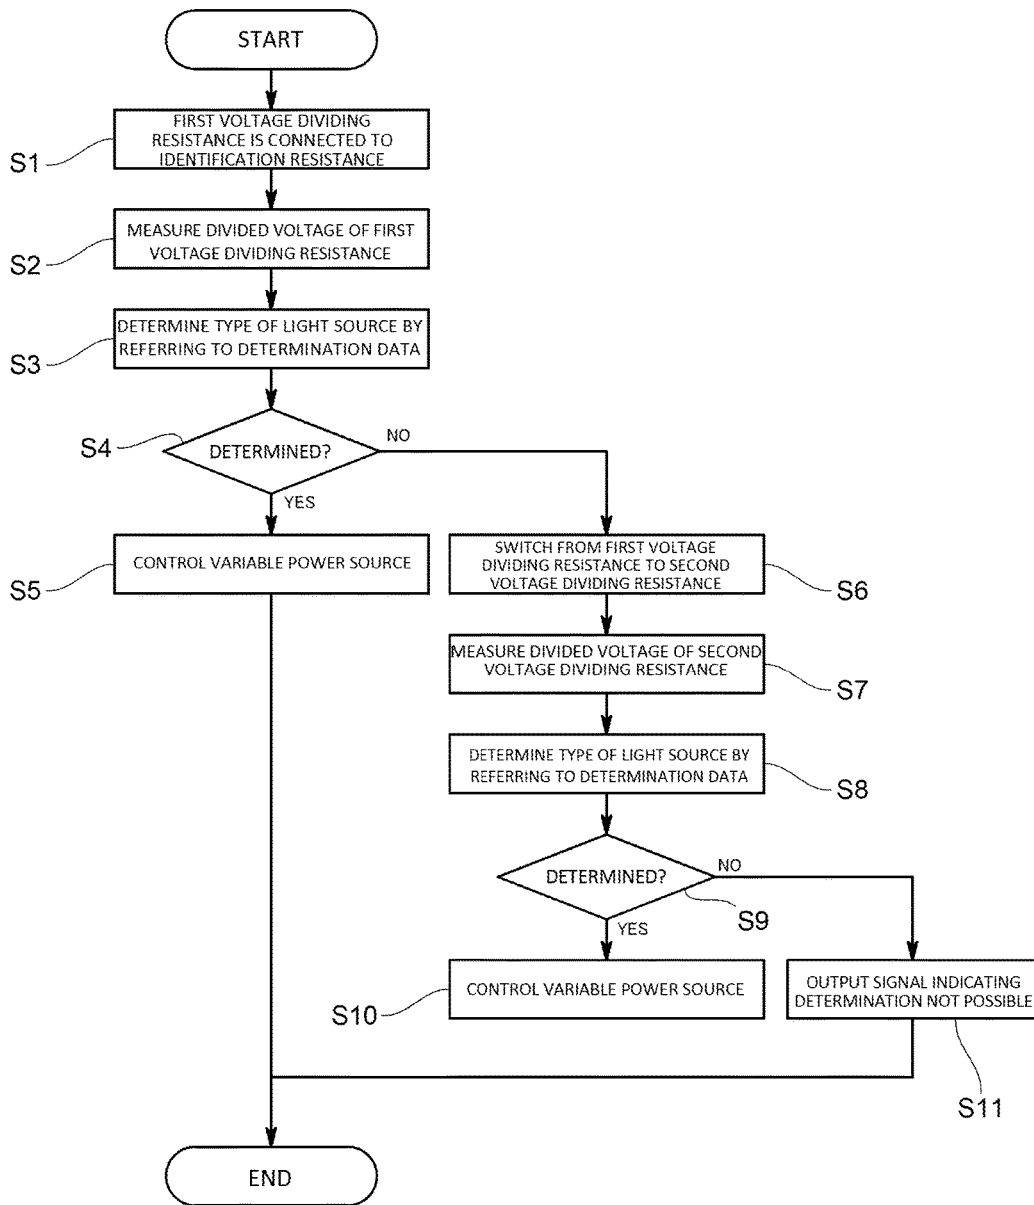 START
FIRST VOLTAGE DIVIDING
RESISTANCE IS CONNECTED TO
IDENTIFICATION RESISTANCE
S1
MEASURE DIVIDED VOLTAGE OF FIRST
VOLTAGE DIVIDING RESISTANCE
S2
DETERMINE TYPE OF LIGHT SOURCE BY
REFERRING TO DETERMINATION DATA
S3
DETERMINED?
S4
NO
YES
CONTROL VARIABLE POWER SOURCE
S5
SWITCH FROM FIRST VOLTAGE
DIVIDING RESISTANCE TO SECOND
VOLTAGE DIVIDING RESISTANCE
S6
MEASURE DIVIDED VOLTAGE OF SECOND
VOLTAGE DIVIDING RESISTANCE
S7
DETERMINE TYPE OF LIGHT SOURCE BY
REFERRING TO DETERMINATION DATA
S8
DETERMINED?
NO
S9
YES
CONTROL VARIABLE POWER SOURCE
S10
OUTPUT SIGNAL INDICATING
DETERMINATION NOT POSSIBLE
S11
END